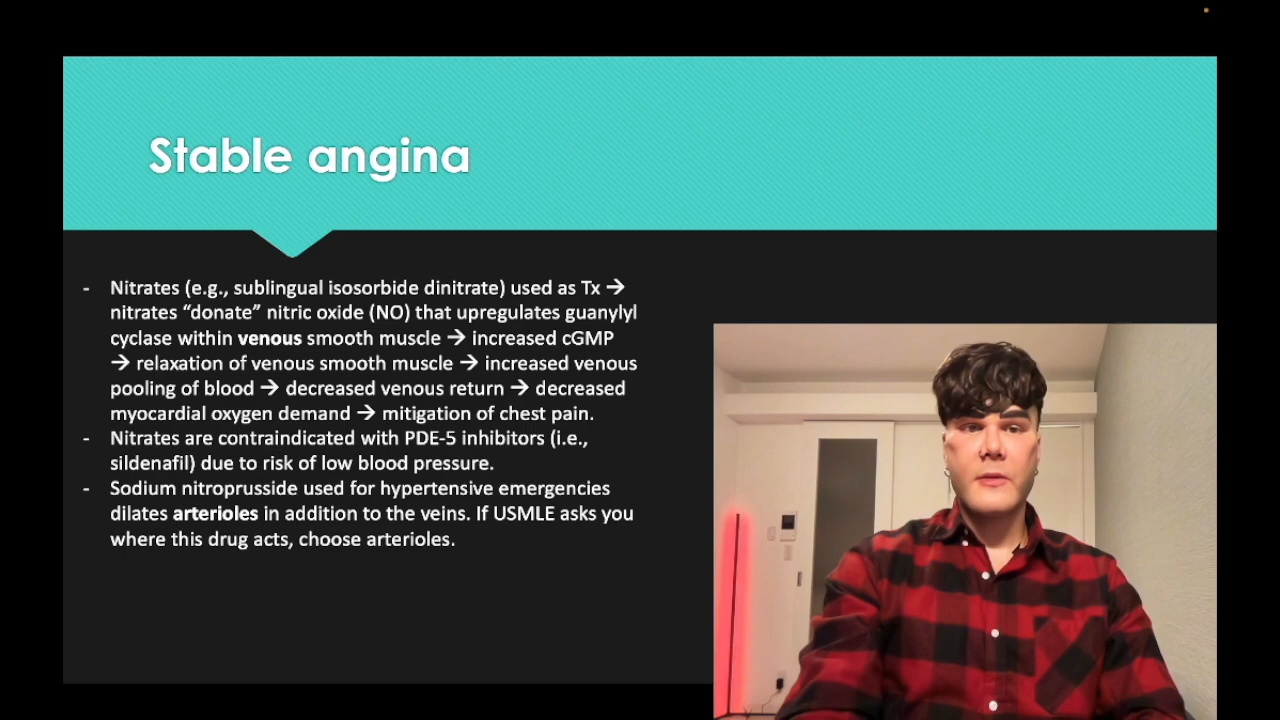 Stable angina
- Nitrates (e.g., sublingual isosorbide dinitrate) used as Tx →
nitrates “donate” nitric oxide (NO) that upregulates guanylyl
cyclase within venous smooth muscle → increased cGMP
→ relaxation of venous smooth muscle → increased venous
pooling of blood → decreased venous return → decreased
myocardial oxygen demand → mitigation of chest pain.
- Nitrates are contraindicated with PDE-5 inhibitors (i.e.,
sildenafil) due to risk of low blood pressure.
- Sodium nitroprusside used for hypertensive emergencies
dilates arterioles in addition to the veins. If USMLE asks you
where this drug acts, choose arterioles.